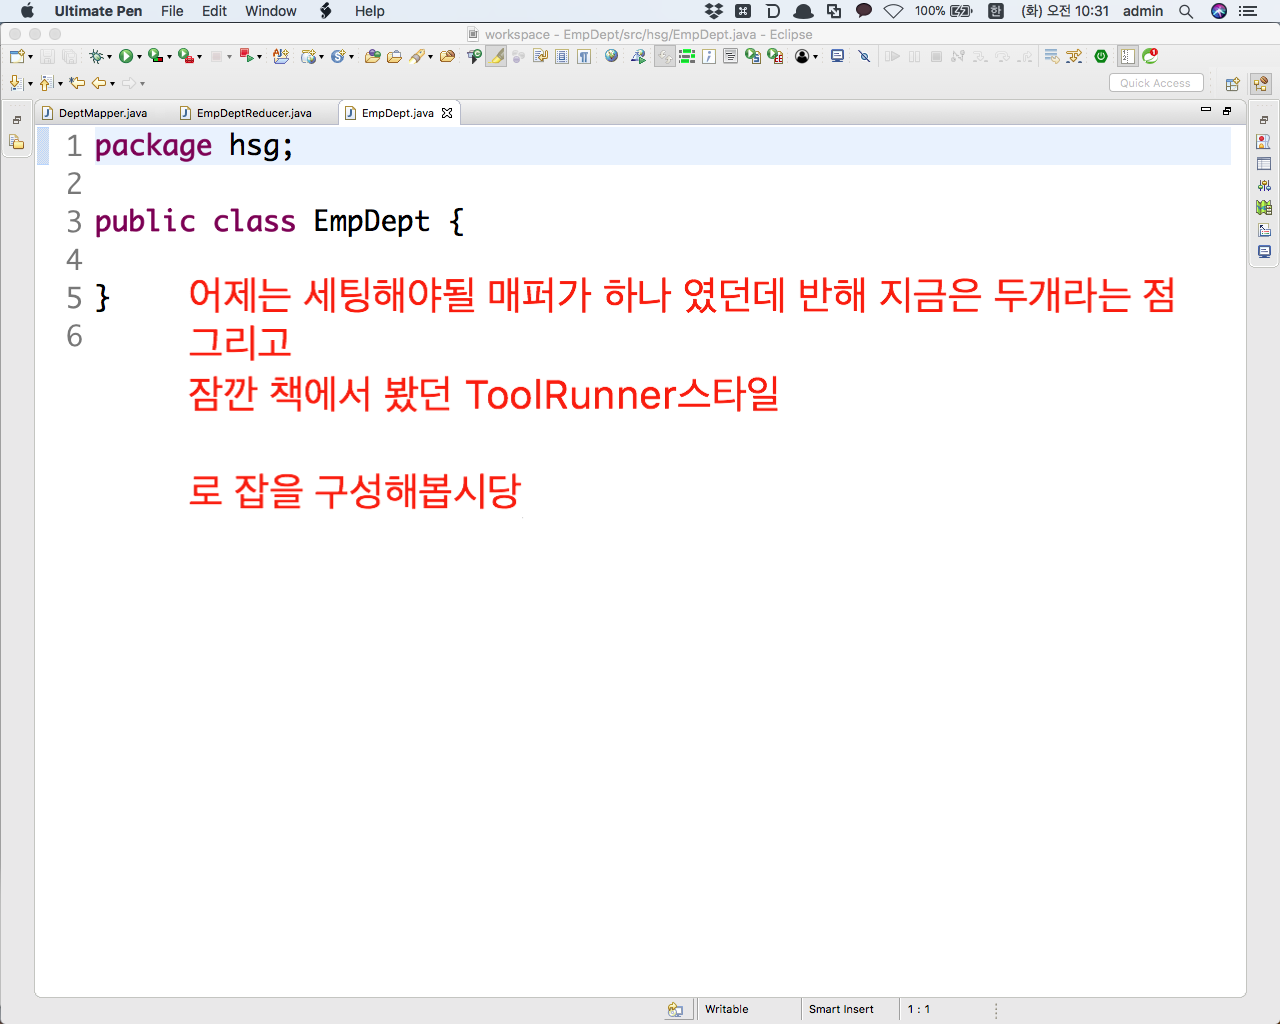 Ultimate Pen File Edit Window Help 100% 한 (화) 오전 10:31 admin
workspace - EmpDept/src/hsg/EmpDept.java - Eclipse
Quick Access
DeptMapper.java EmpDeptReducer.java EmpDept.java
1 package hsg;
2
3 public class EmpDept {
4
5 }
6
어제는 세팅해야될 매퍼가 하나 였던데 반해 지금은 두개라는 점
그리고
잠깐 책에서 봤던 ToolRunner스타일
로 잡을 구성해봅시당
Writable Smart Insert 1 : 1